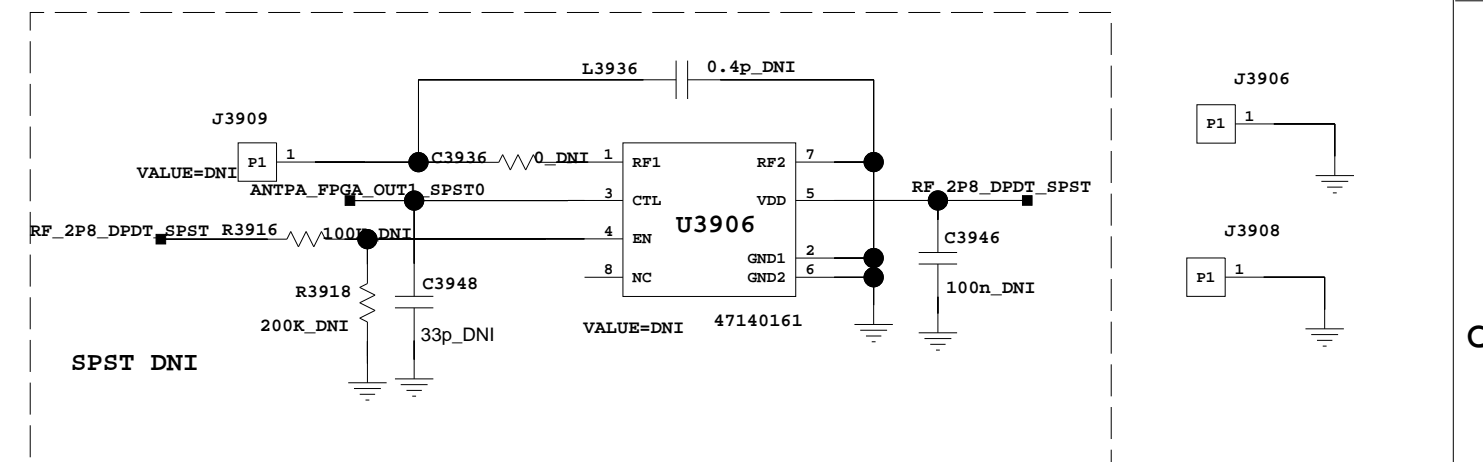 L3936 0.4p_DNI
J3906
J3909
P1 1
P1 1
C3936 0_DNI 1 RF1 RF2 7
VALUE=DNI
ANTPA_FPGA_OUT1_SPST0 3 CTL VDD 5 RF_2P8_DPDT_SPST
U3906
RF_2P8_DPDT_SPST R3916 100K_DNI 4 EN
J3908
C3946
GND1 2
8 NC GND2 6
P1 1
R3918 C3948
100n_DNI
200K_DNI 33p_DNI
VALUE=DNI 47140161
SPST DNI